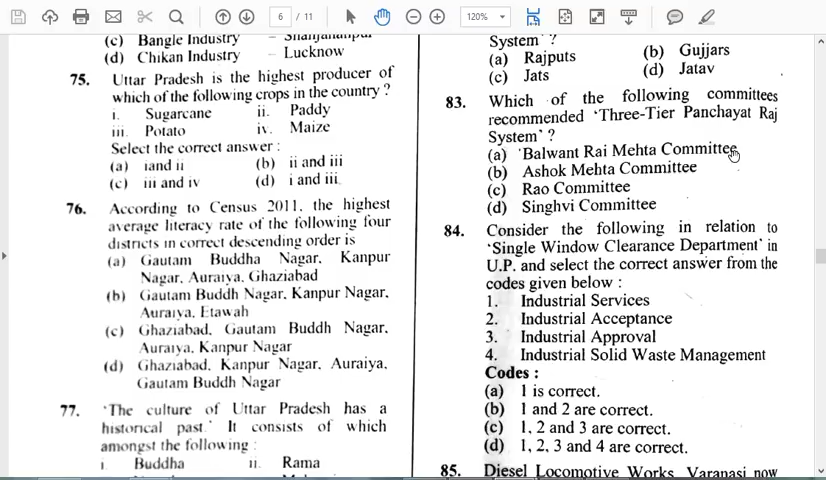 6 / 11
120%
(c) Bangle Industry – Shahjahanpur
(d) Chikan Industry – Lucknow
75. Uttar Pradesh is the highest producer of
which of the following crops in the country ?
i. Sugarcane ii. Paddy
iii. Potato iv. Maize
Select the correct answer :
(a) i and ii (b) ii and iii
(c) iii and iv (d) i and iii
76. According to Census 2011, the highest
average literacy rate of the following four
districts in correct descending order is
(a) Gautam Buddha Nagar, Kanpur
Nagar, Auraiya, Ghaziabad
(b) Gautam Buddh Nagar, Kanpur Nagar,
Auraiya, Etawah
(c) Ghaziabad, Gautam Buddh Nagar,
Auraiya, Kanpur Nagar
(d) Ghaziabad, Kanpur Nagar, Auraiya,
Gautam Buddh Nagar
77. 'The culture of Uttar Pradesh has a
historical past.' It consists of which
amongst the following :
i. Buddha ii. Rama
System' ?
(a) Rajputs (b) Gujjars
(c) Jats (d) Jatav
83. Which of the following committees
recommended 'Three-Tier Panchayat Raj
System' ?
(a) Balwant Rai Mehta Committee
(b) Ashok Mehta Committee
(c) Rao Committee
(d) Singhvi Committee
84. Consider the following in relation to
'Single Window Clearance Department' in
U.P. and select the correct answer from the
codes given below :
1. Industrial Services
2. Industrial Acceptance
3. Industrial Approval
4. Industrial Solid Waste Management
Codes :
(a) 1 is correct.
(b) 1 and 2 are correct.
(c) 1, 2 and 3 are correct.
(d) 1, 2, 3 and 4 are correct.
85. Diesel Locomotive Works, Varanasi now